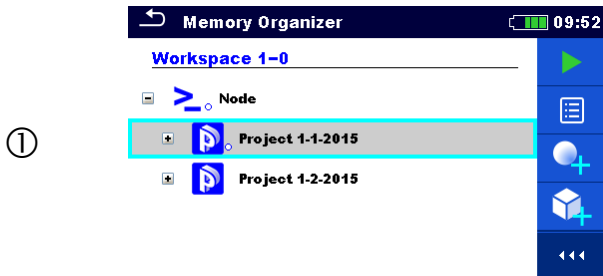 Memory Organizer 09:52
Workspace 1-0
Node
① Project 1-1-2015
Project 1-2-2015